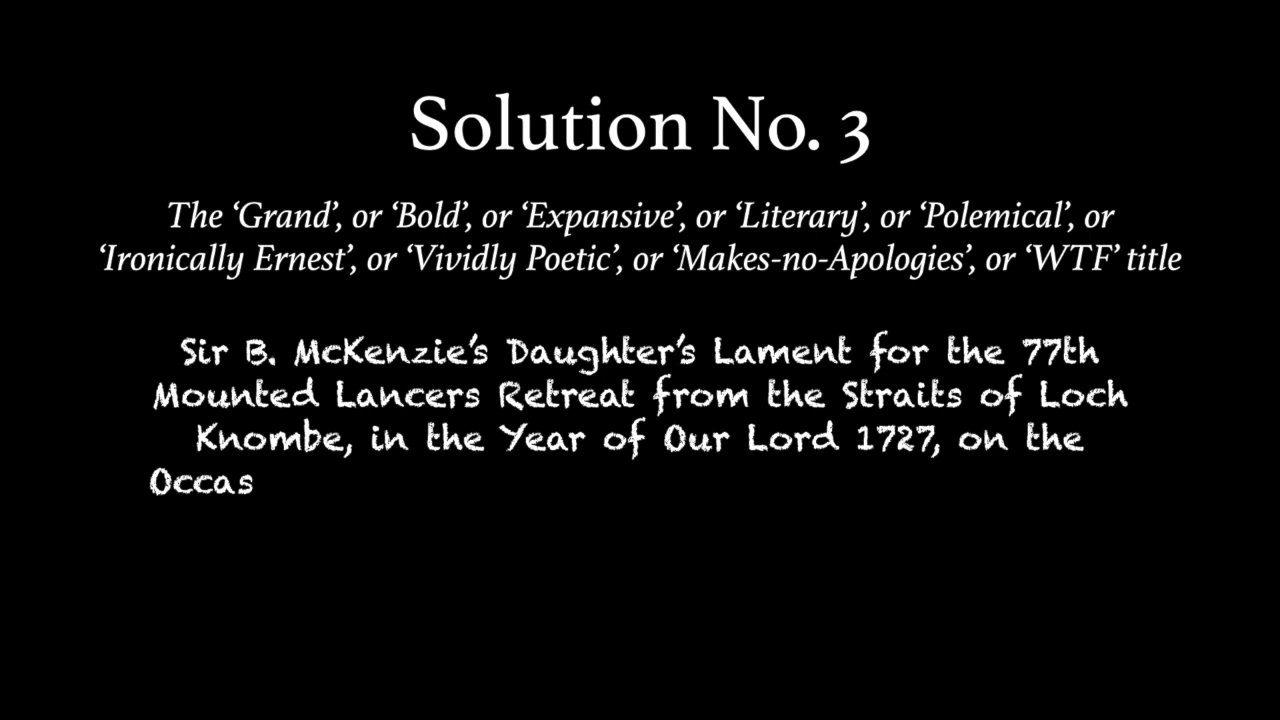 Solution No. 3
The ‘Grand’, or ‘Bold’, or ‘Expansive’, or ‘Literary’, or ‘Polemical’, or
‘Ironically Ernest’, or ‘Vividly Poetic’, or ‘Makes-no-Apologies’, or ‘WTF’ title
Sir B. McKenzie’s Daughter’s Lament for the 77th
Mounted Lancers Retreat from the Straits of Loch
Knombe, in the Year of Our Lord 1727, on the
Occas